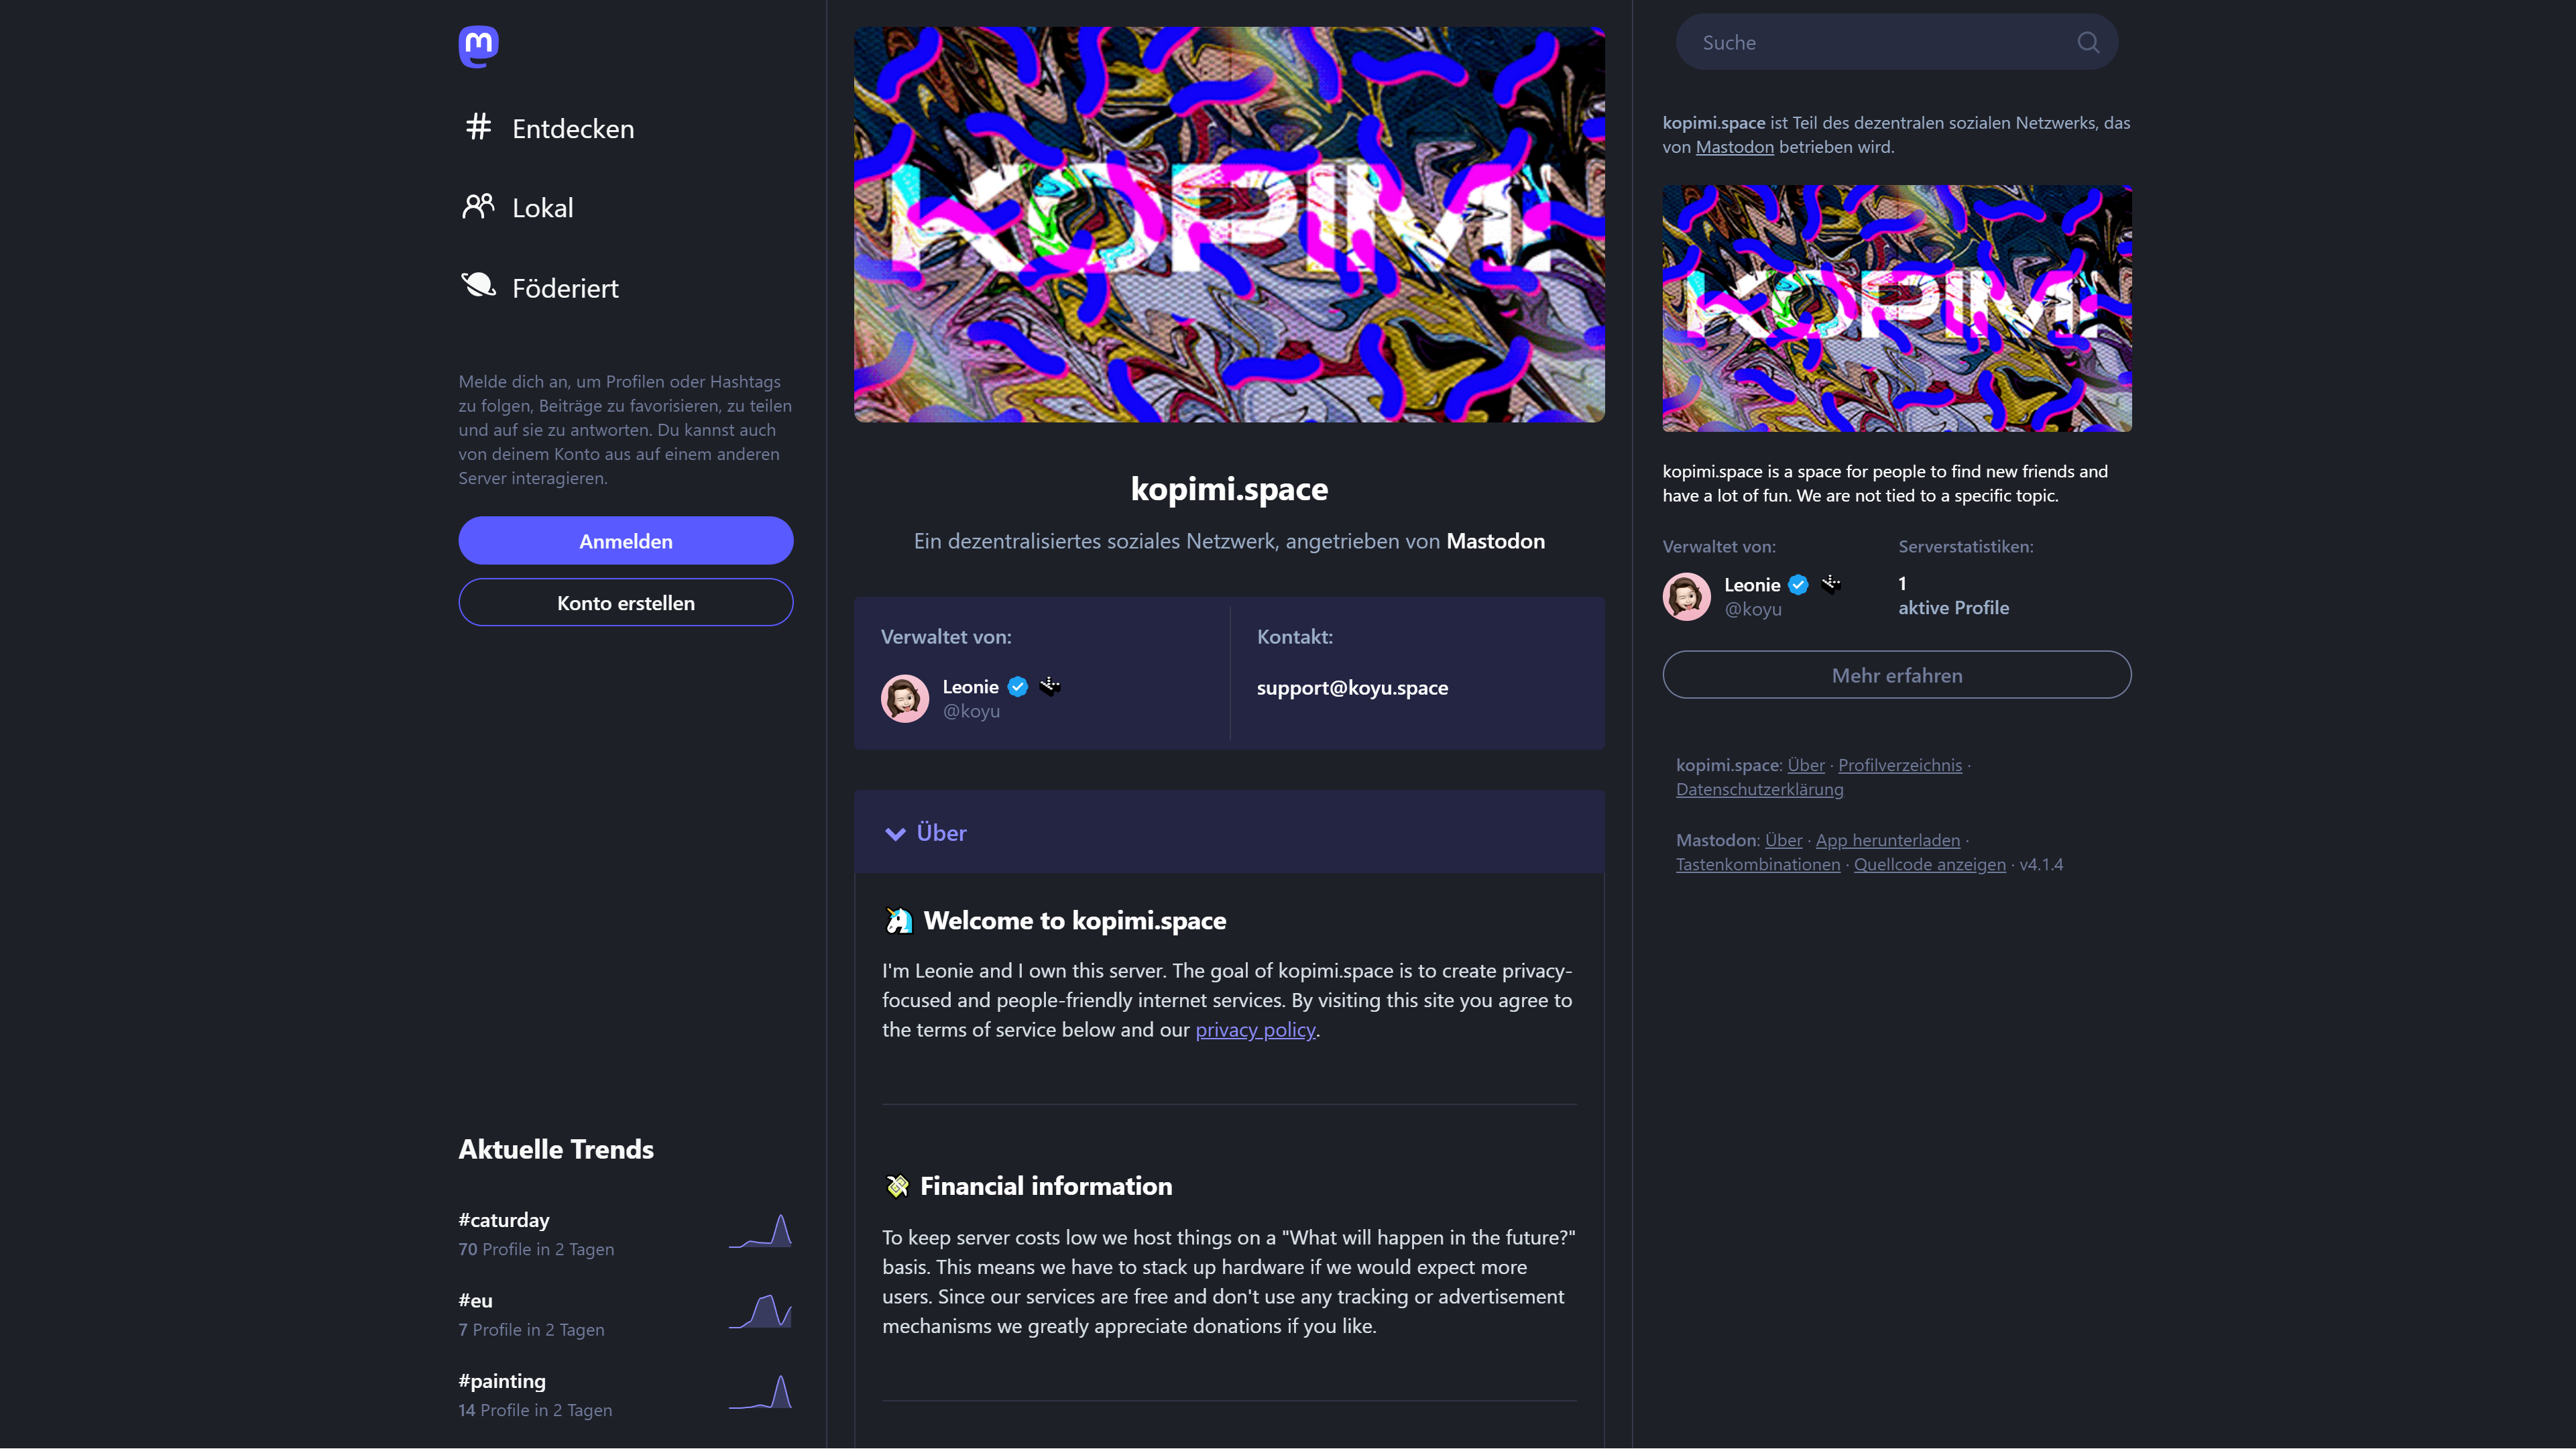 Entdecken
Lokal
Föderiert
Melde dich an, um Profilen oder Hashtags
zu folgen, Beiträge zu favorisieren, zu teilen
und auf sie zu antworten. Du kannst auch
von deinem Konto aus auf einem anderen
Server interagieren.
Anmelden
Konto erstellen
Aktuelle Trends
#caturday
70 Profile in 2 Tagen
#eu
7 Profile in 2 Tagen
#painting
14 Profile in 2 Tagen
KOPIMI
kopimi.space
Ein dezentralisiertes soziales Netzwerk, angetrieben von Mastodon
Verwaltet von:
Leonie
@koyu
Kontakt:
support@koyu.space
Über
Welcome to kopimi.space
I'm Leonie and I own this server. The goal of kopimi.space is to create privacy-
focused and people-friendly internet services. By visiting this site you agree to
the terms of service below and our privacy policy.
Financial information
To keep server costs low we host things on a "What will happen in the future?"
basis. This means we have to stack up hardware if we would expect more
users. Since our services are free and don't use any tracking or advertisement
mechanisms we greatly appreciate donations if you like.
Suche
kopimi.space ist Teil des dezentralen sozialen Netzwerks, das
von Mastodon betrieben wird.
KOPIMI
kopimi.space is a space for people to find new friends and
have a lot of fun. We are not tied to a specific topic.
Verwaltet von:
Leonie
@koyu
Serverstatistiken:
1
aktive Profile
Mehr erfahren
kopimi.space: Über · Profilverzeichnis ·
Datenschutzerklärung
Mastodon: Über · App herunterladen ·
Tastenkombinationen · Quellcode anzeigen · v4.1.4